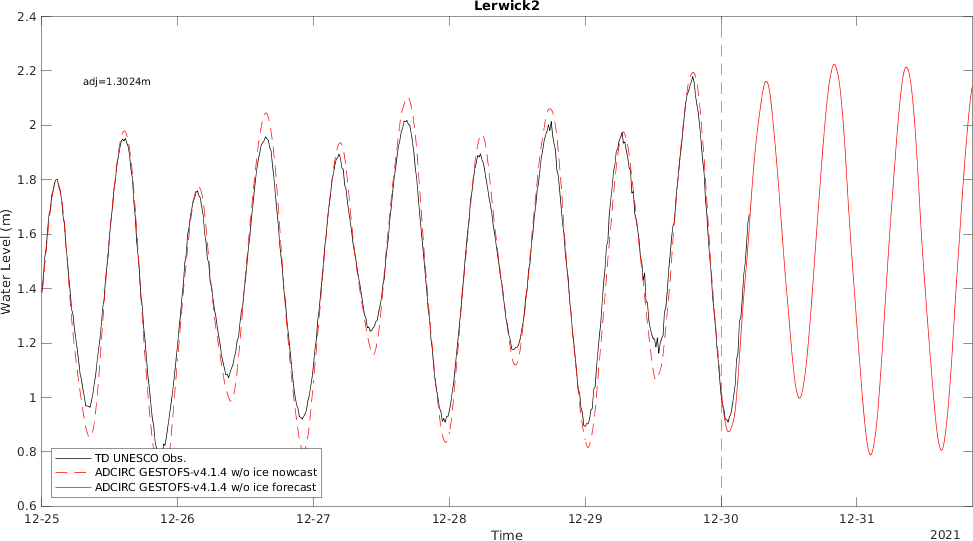 Lerwick2
2.4
2.2
2
1.8
1.6
1.4
1.2
1
0.8
0.6
Water Level (m)
adj=1.3024m
TD UNESCO Obs.
ADCIRC GESTOFS-v4.1.4 w/o ice nowcast
ADCIRC GESTOFS-v4.1.4 w/o ice forecast
12-25 12-26 12-27 12-28 12-29 12-30 12-31
Time
2021